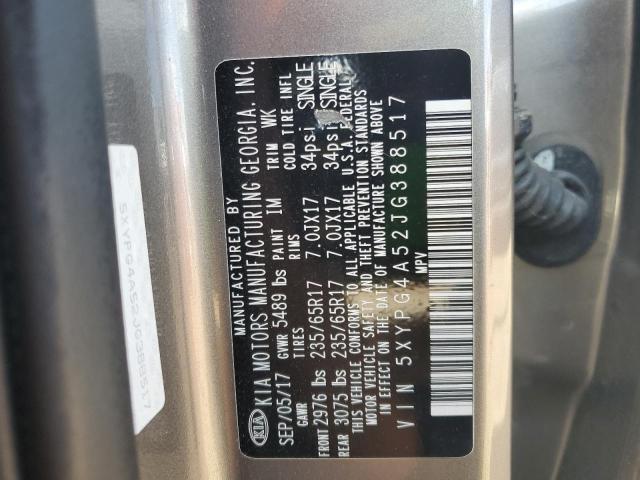 KIA
MANUFACTURED BY
KIA MOTORS MANUFACTURING GEORGIA, INC.
SEP/05/17 GVWR 5489 lbs PAINT IM TRIM WK
GAWR TIRES RIMS COLD TIRE INFL
FRONT 2976 lbs 235/65R17 7.0JX17 34psi SINGLE
REAR 3075 lbs 235/65R17 7.0JX17 34psi SINGLE
THIS VEHICLE CONFORMS TO ALL APPLICABLE U.S.A. FEDERAL
MOTOR VEHICLE SAFETY AND THEFT PREVENTION STANDARDS
IN EFFECT ON THE DATE OF MANUFACTURE SHOWN ABOVE
VIN 5XYPG4A52JG388517
MPV
5XYPG4A52JG388517